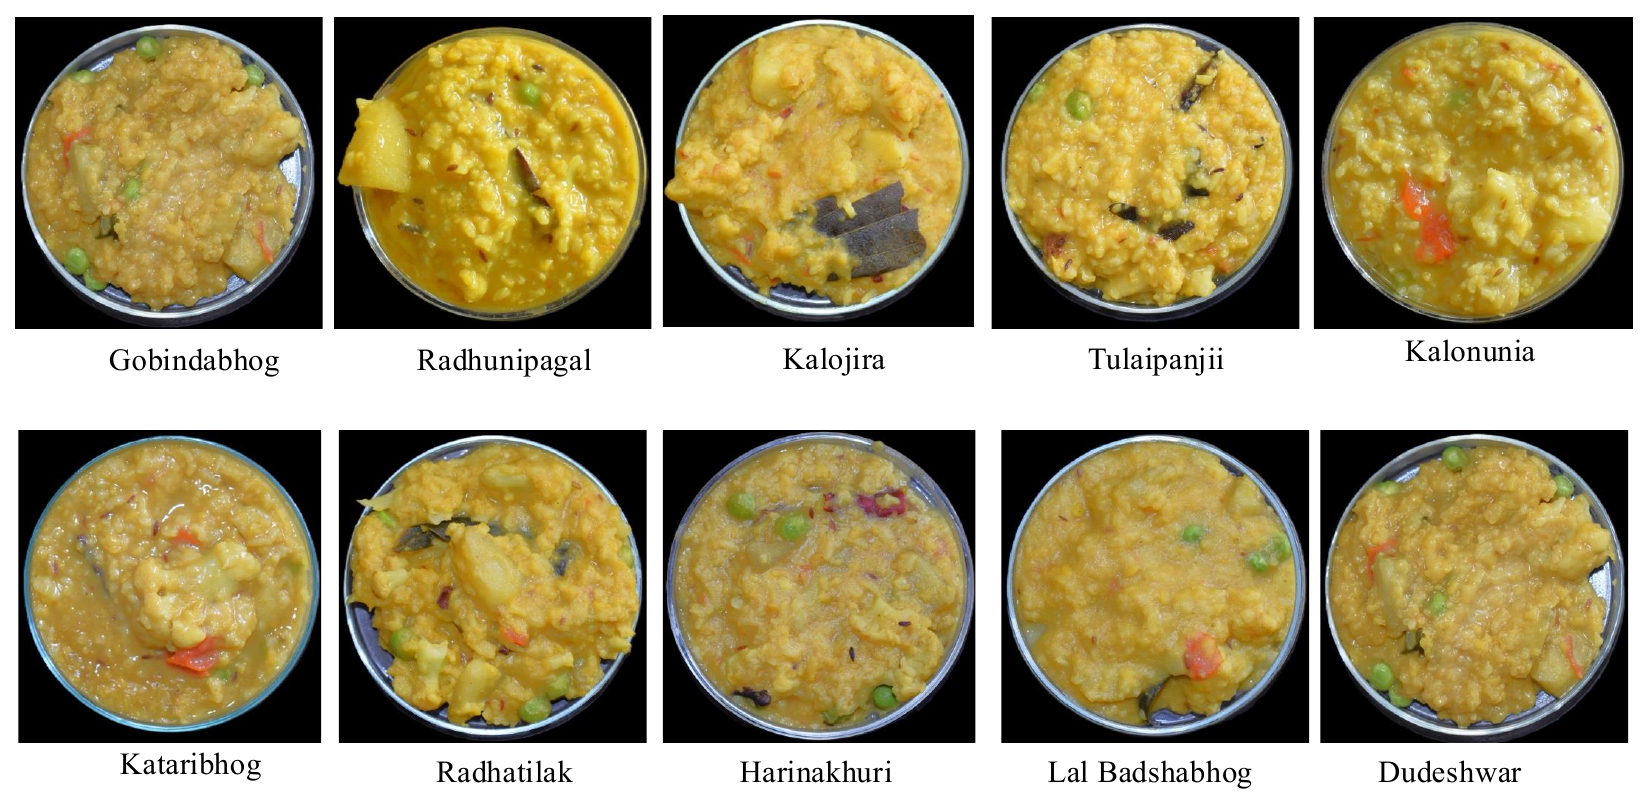 Gobindabhog
Radhunipagal
Kalojira
Tulaipanjii
Kalonunia
Kataribhog
Radhatilak
Harinakhuri
Lal Badshabhog
Dudeshwar